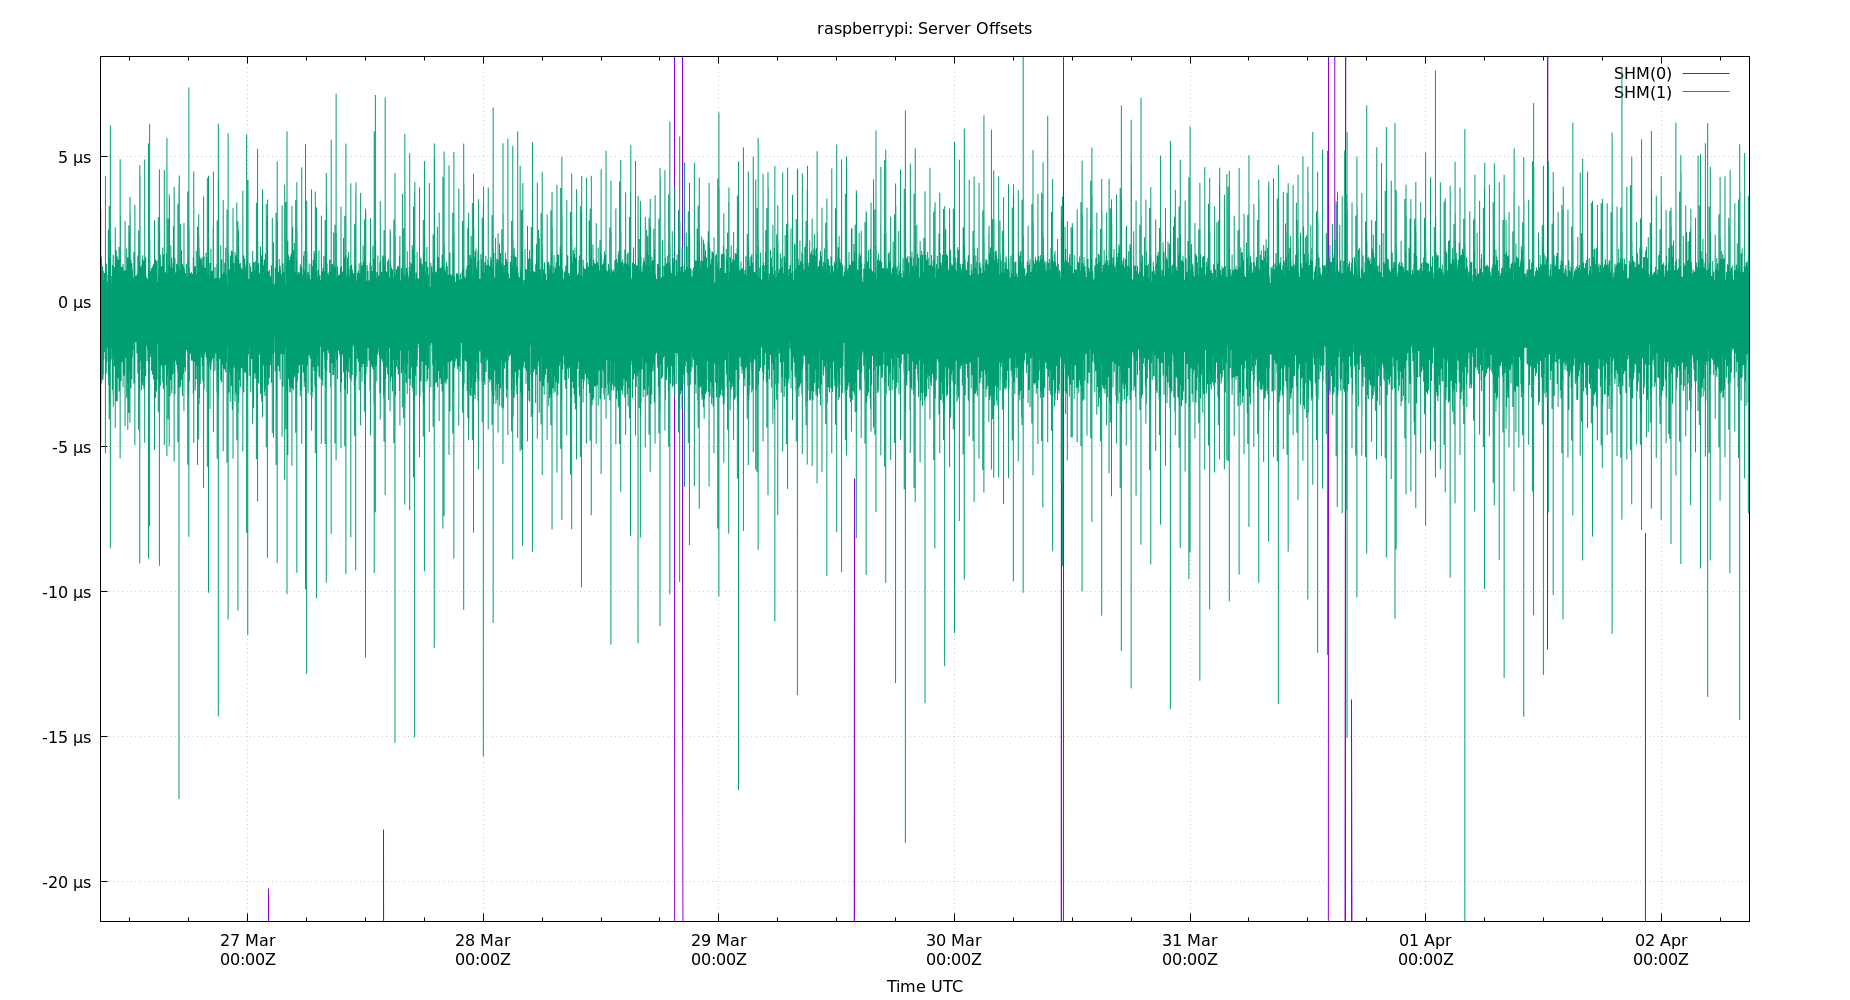 raspberrypi: Server Offsets
SHM(0)
SHM(1)
5 µs
0 µs
-5 µs
-10 µs
-15 µs
-20 µs
27 Mar 28 Mar 29 Mar 30 Mar 31 Mar 01 Apr 02 Apr
00:00Z 00:00Z 00:00Z 00:00Z 00:00Z 00:00Z 00:00Z
Time UTC